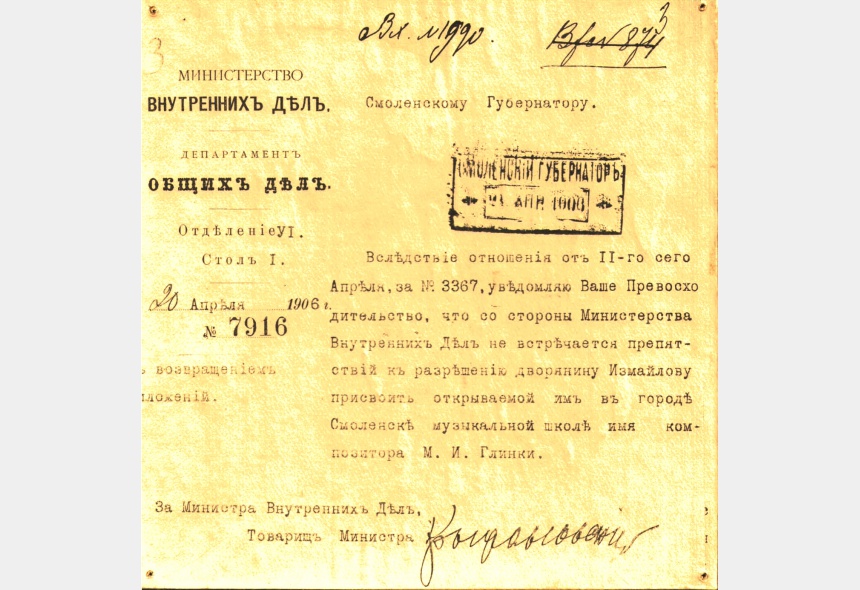 3
Вх. № 1990.
МИНИСТЕРСТВО
ВНУТРЕННИХЪ ДѢЛЪ.
ДЕПАРТАМЕНТЪ
ОБЩИХЪ ДѢЛЪ.
Отдѣленіе VI.
Столъ I.
20 Апрѣля 1906 г.
№ 7916
возвращеніемъ
ложеній.
Смоленскому Губернатору.
СМОЛЕНСКІЙ ГУБЕРНАТОРЪ
Вслѣдствіе отношенія отъ II-го сего
Апрѣля, за № 3367, увѣдомляю Ваше Превосхо
дительство, что со стороны Министерства
Внутреннихъ Дѣлъ не встрѣчается препят-
ствій къ разрѣшенію дворянину Измайлову
присвоить открываемой имъ въ городѣ
Смоленскѣ музыкальной школѣ имя ком-
позитора М. И. Глинки.
За Министра Внутреннихъ Дѣлъ,
Товарищъ Министра